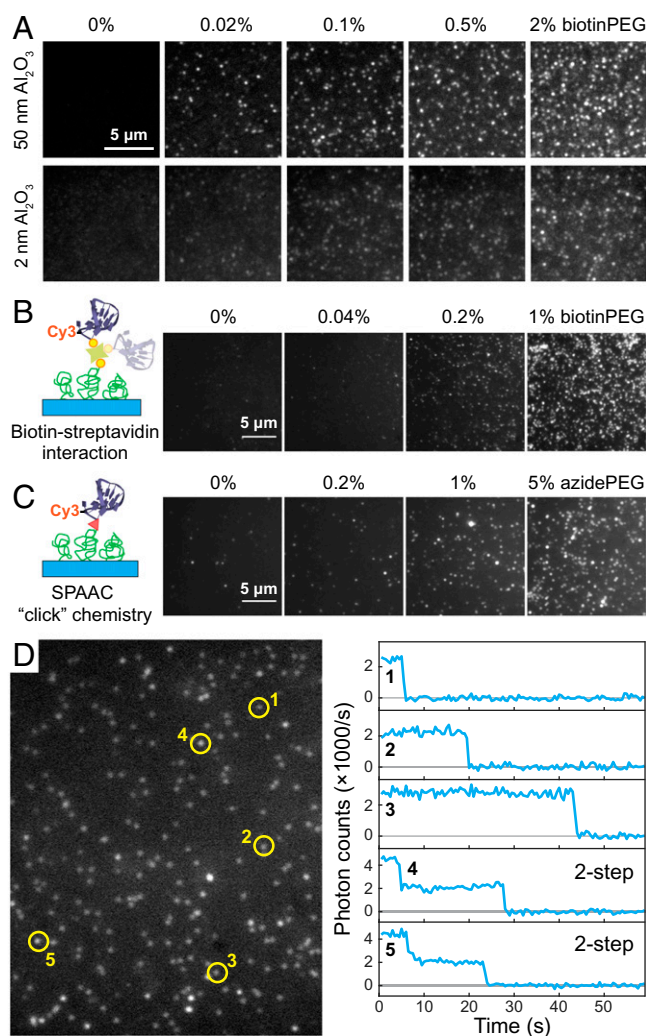 A
0% 0.02% 0.1% 0.5% 2% biotinPEG
50 nm Al₂O₃
5 µm
2 nm Al₂O₃
B
0% 0.04% 0.2% 1% biotinPEG
Cy3
5 µm
Biotin-streptavidin
interaction
C
0% 0.2% 1% 5% azidePEG
Cy3
5 µm
SPAAC
"click" chemistry
D
1
4
2
5
3
Photon counts (×1000/s)
2
0
1
2
0
2
2
0
3
4
2
0
4
2-step
4
2
0
5
2-step
0 10 20 30 40 50
Time (s)